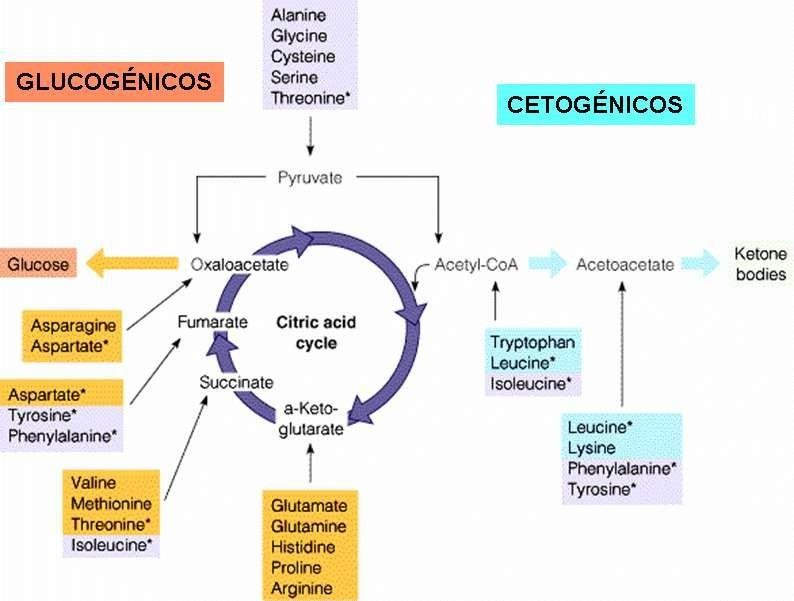 Alanine
Glycine
Cysteine
Serine
Threonine*
GLUCOGÉNICOS
CETOGÉNICOS
Pyruvate
Glucose
Oxaloacetate
Acetyl-CoA
Acetoacetate
Ketone
bodies
Asparagine
Aspartate*
Fumarate
Citric acid
cycle
Tryptophan
Leucine*
Isoleucine*
Aspartate*
Tyrosine*
Phenylalanine*
Succinate
a-Keto-
glutarate
Leucine*
Lysine
Phenylalanine*
Tyrosine*
Valine
Methionine
Threonine*
Isoleucine*
Glutamate
Glutamine
Histidine
Proline
Arginine